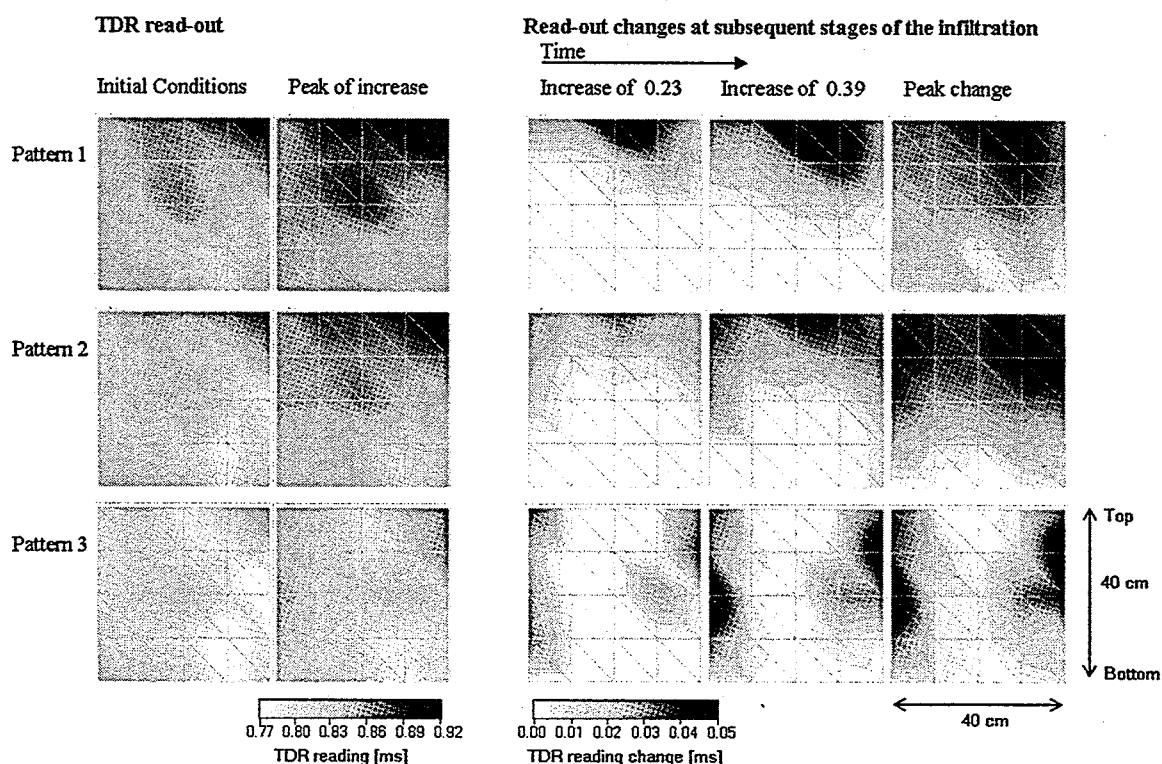 TDR read-out
Read-out changes at subsequent stages of the infiltration
Time
Initial Conditions
Peak of increase
Increase of 0.23
Increase of 0.39
Peak change
Pattern 1
Pattern 2
Pattern 3
Top
40 cm
Bottom
40 cm
0.77 0.80 0.83 0.86 0.89 0.92
TDR reading [ms]
0.00 0.01 0.02 0.03 0.04 0.05
TDR reading change [ms]